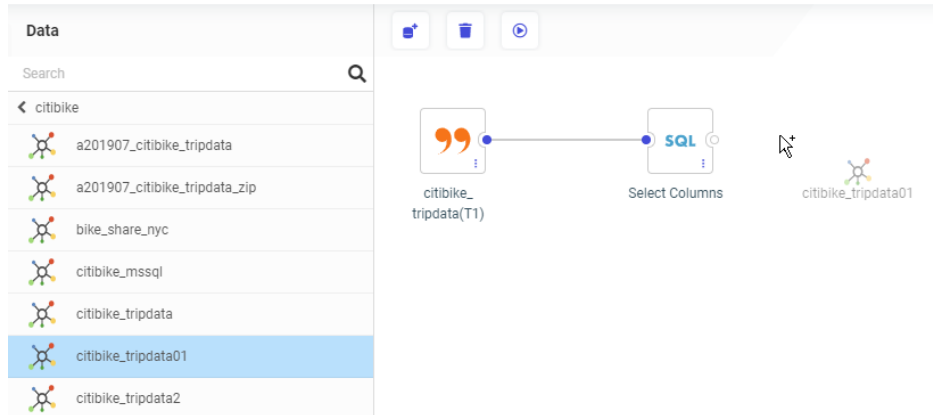 Data
Search
citibike
a201907_citibike_tripdata
a201907_citibike_tripdata_zip
bike_share_nyc
citibike_mssql
citibike_tripdata
citibike_tripdata01
citibike_tripdata2
SQL
citibike_
tripdata(T1)
Select Columns
citibike_tripdata01